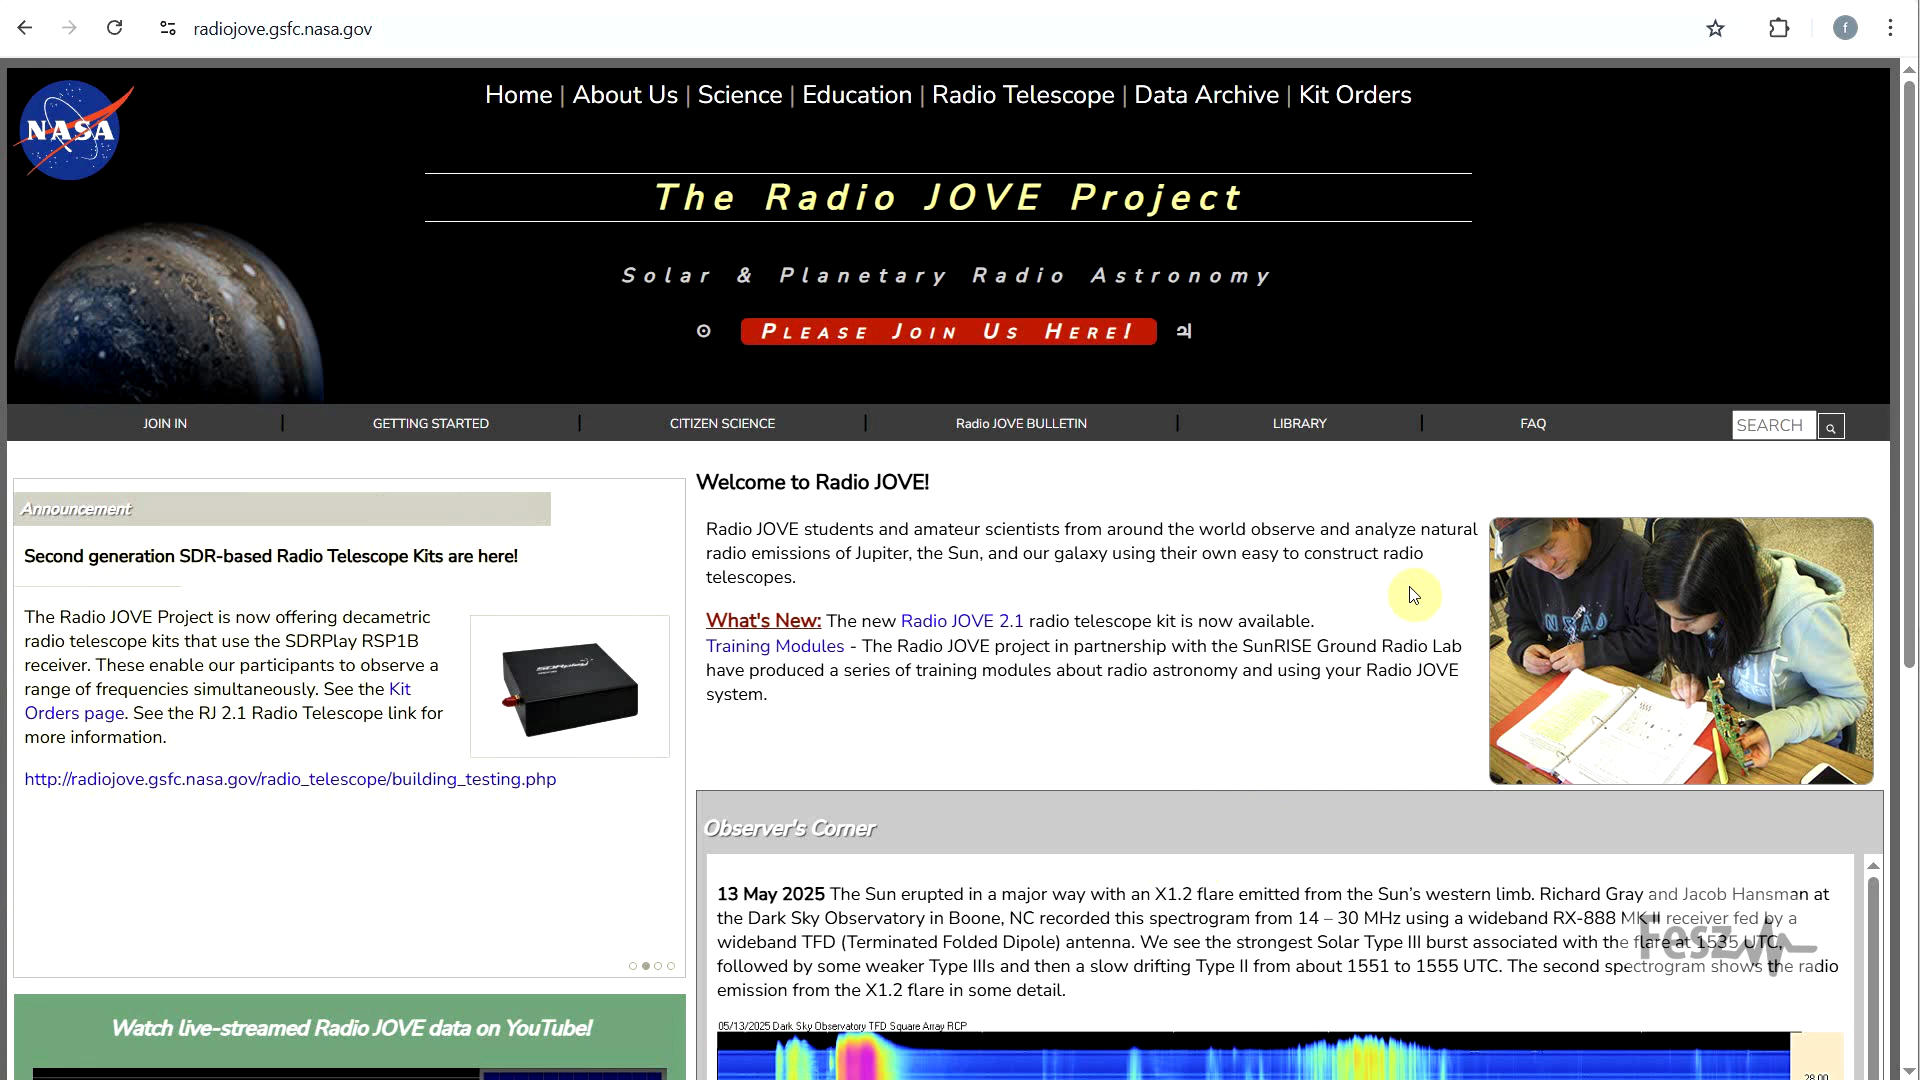 radiojove.gsfc.nasa.gov
f
NASA
Home | About Us | Science | Education | Radio Telescope | Data Archive | Kit Orders
The Radio JOVE Project
Solar & Planetary Radio Astronomy
☉ PLEASE JOIN US HERE! ♃
JOIN IN | GETTING STARTED | CITIZEN SCIENCE | Radio JOVE BULLETIN | LIBRARY | FAQ
SEARCH
Announcement
Second generation SDR-based Radio Telescope Kits are here!
The Radio JOVE Project is now offering decametric
radio telescope kits that use the SDRPlay RSP1B
receiver. These enable our participants to observe a
range of frequencies simultaneously. See the Kit
Orders page. See the RJ 2.1 Radio Telescope link for
more information.
SDRplay
http://radiojove.gsfc.nasa.gov/radio_telescope/building_testing.php
Watch live-streamed Radio JOVE data on YouTube!
Welcome to Radio JOVE!
Radio JOVE students and amateur scientists from around the world observe and analyze natural
radio emissions of Jupiter, the Sun, and our galaxy using their own easy to construct radio
telescopes.
What's New: The new Radio JOVE 2.1 radio telescope kit is now available.
Training Modules - The Radio JOVE project in partnership with the SunRISE Ground Radio Lab
have produced a series of training modules about radio astronomy and using your Radio JOVE
system.
Observer's Corner
13 May 2025 The Sun erupted in a major way with an X1.2 flare emitted from the Sun's western limb. Richard Gray and Jacob Hansman at
the Dark Sky Observatory in Boone, NC recorded this spectrogram from 14 – 30 MHz using a wideband RX-888 MKII receiver fed by a
wideband TFD (Terminated Folded Dipole) antenna. We see the strongest Solar Type III burst associated with the flare at 1535 UTC,
followed by some weaker Type IIIs and then a slow drifting Type II from about 1551 to 1555 UTC. The second spectrogram shows the radio
emission from the X1.2 flare in some detail.
Fesz
05/13/2025 Dark Sky Observatory TFD Square Array RCP
28.00